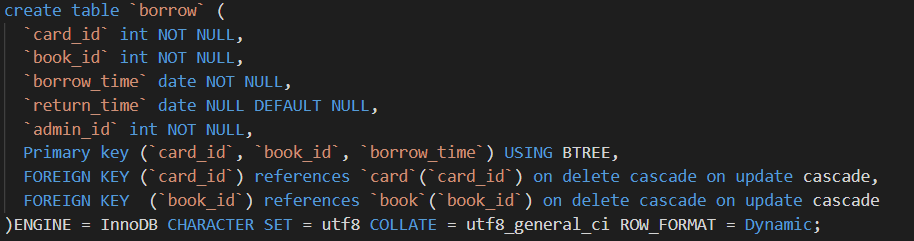 create table `borrow` (
`card_id` int NOT NULL,
`book_id` int NOT NULL,
`borrow_time` date NOT NULL,
`return_time` date NULL DEFAULT NULL,
`admin_id` int NOT NULL,
Primary key (`card_id`, `book_id`, `borrow_time`) USING BTREE,
FOREIGN KEY (`card_id`) references `card`(`card_id`) on delete cascade on update cascade,
FOREIGN KEY  (`book_id`) references `book`(`book_id`) on delete cascade on update cascade
)ENGINE = InnoDB CHARACTER SET = utf8 COLLATE = utf8_general_ci ROW_FORMAT = Dynamic;